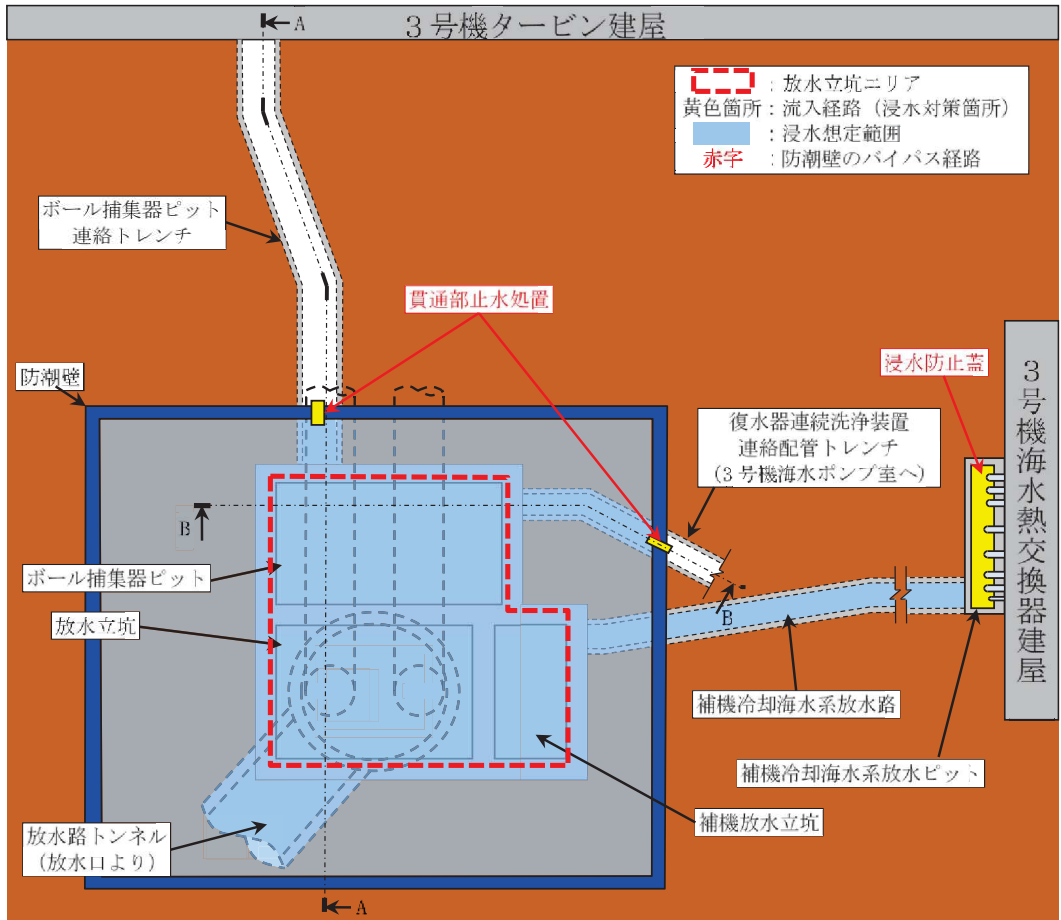 A
3号機タービン建屋
：放水立坑エリア
黄色箇所：流入経路（浸水対策箇所）
：浸水想定範囲
赤字：防潮壁のバイパス経路
ボール捕集器ピット
連絡トレンチ
貫通部止水処置
防潮壁
浸水防止蓋
復水器連続洗浄装置
連絡配管トレンチ
（3号機海水ポンプ室へ）
3号機海水熱交換器建屋
B
ボール捕集器ピット
B
放水立坑
補機冷却海水系放水路
補機冷却海水系放水ピット
補機放水立坑
放水路トンネル
（放水口より）
A